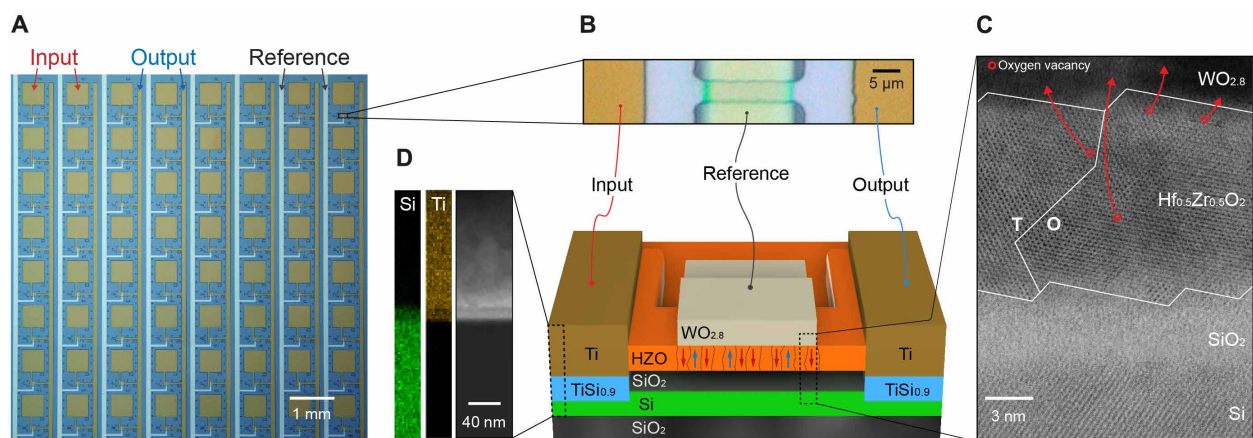 A
Input
Output
Reference
1 mm
B
5 µm
Input
Reference
Output
D
Si
Ti
40 nm
WO2.8
Ti
HZO
Ti
SiO2
TiSi0.9
TiSi0.9
Si
SiO2
C
Oxygen vacancy
WO2.8
Hf0.5Zr0.5O2
T O
SiO2
3 nm
Si